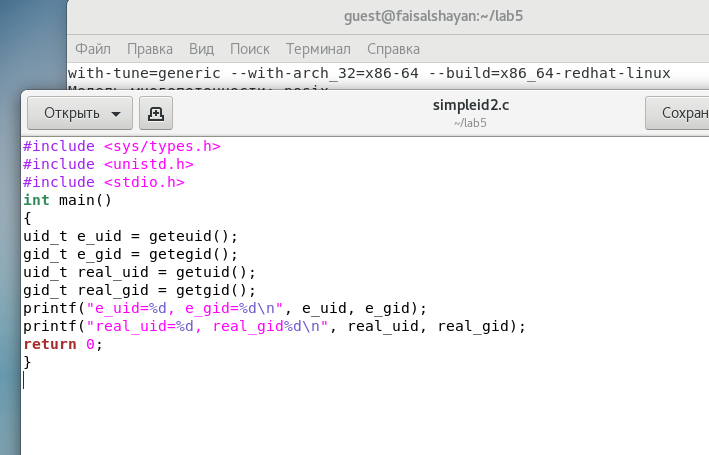 guest@faisalshayan:~/lab5
Файл Правка Вид Поиск Терминал Справка
with-tune=generic --with-arch_32=x86-64 --build=x86_64-redhat-linux
Модель многопоточности: posix
Открыть simpleid2.c Сохран
~/lab5
#include <sys/types.h>
#include <unistd.h>
#include <stdio.h>
int main()
{
uid_t e_uid = geteuid();
gid_t e_gid = getegid();
uid_t real_uid = getuid();
gid_t real_gid = getgid();
printf("e_uid=%d, e_gid=%d\n", e_uid, e_gid);
printf("real_uid=%d, real_gid%d\n", real_uid, real_gid);
return 0;
}